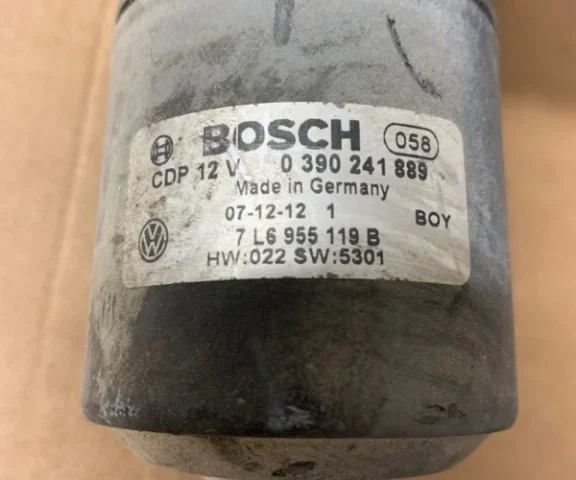 BOSCH 058
CDP 12 V 0 390 241 889
Made in Germany
07-12-12 1 BOY
7 L6 955 119 B
HW:022 SW:5301